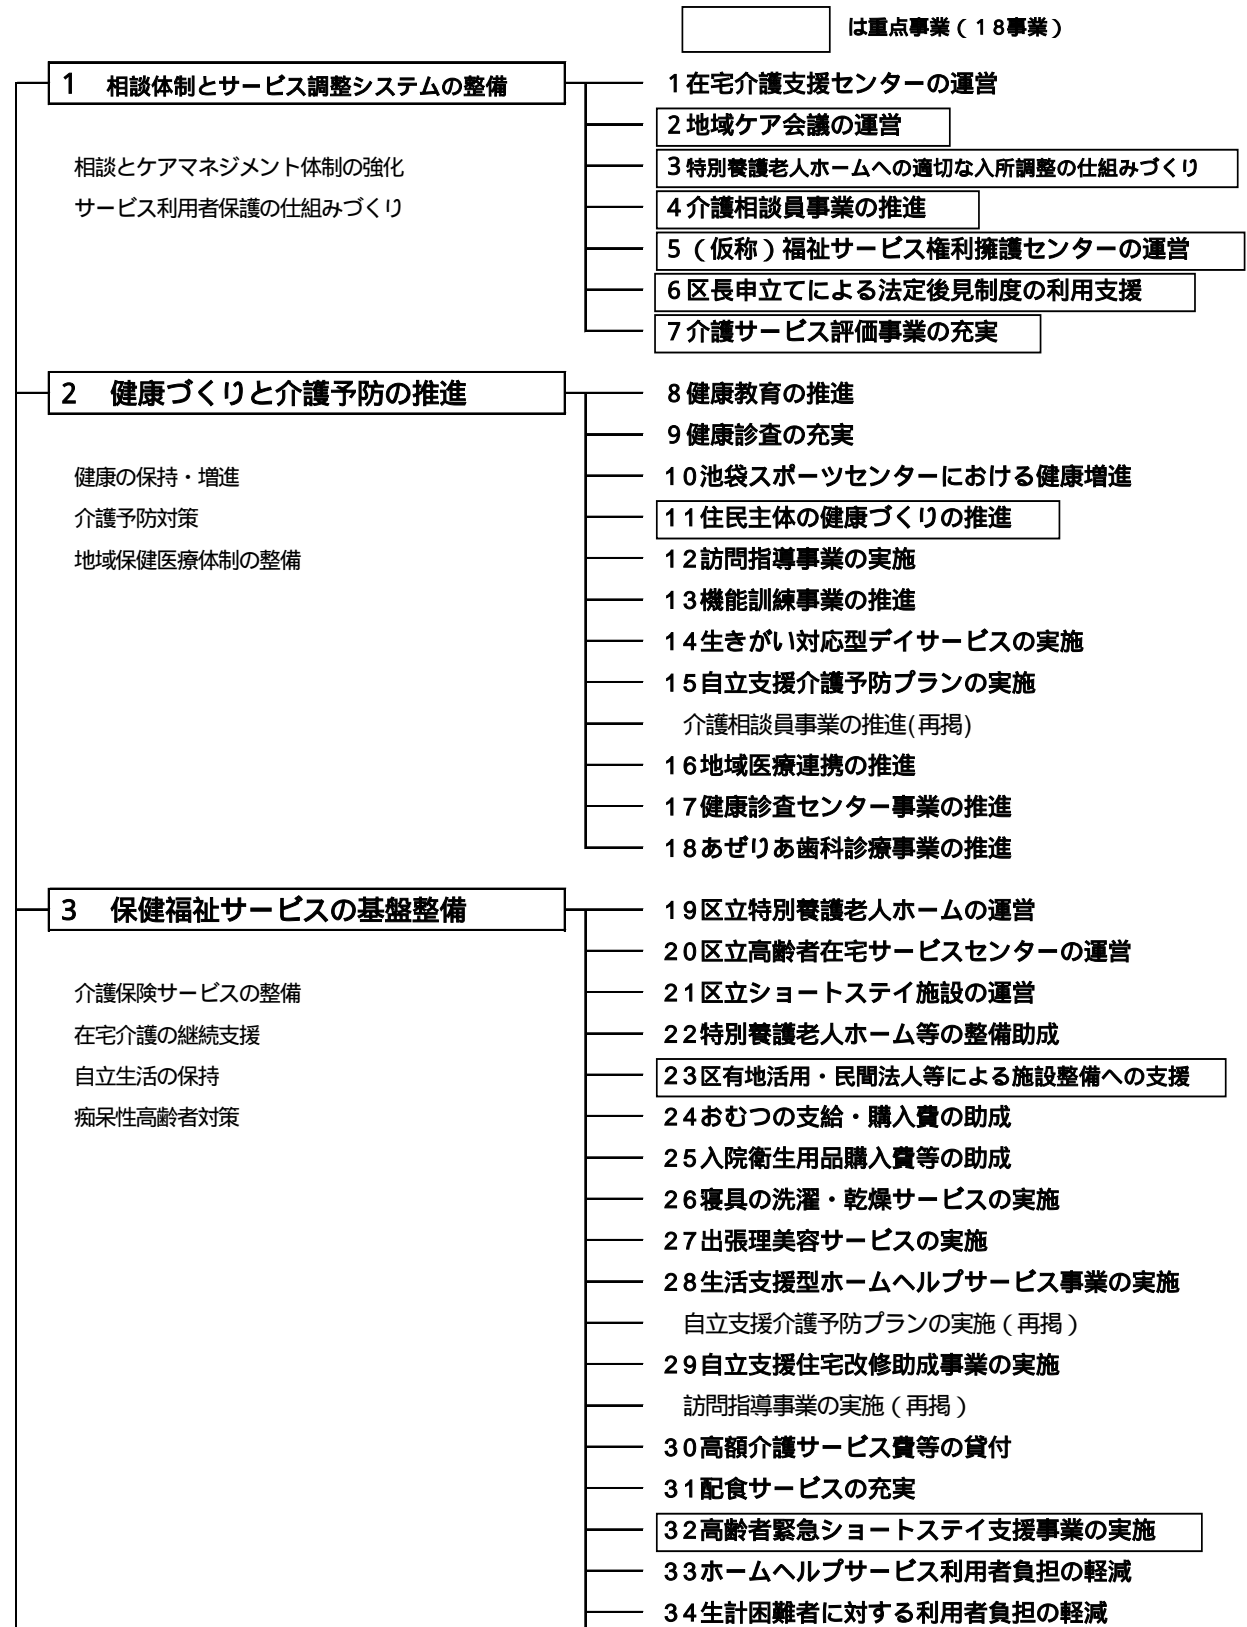 は重点事業（１８事業）
1 相談体制とサービス調整システムの整備
相談とケアマネジメント体制の強化
サービス利用者保護の仕組みづくり
1在宅介護支援センターの運営
2地域ケア会議の運営
3特別養護老人ホームへの適切な入所調整の仕組みづくり
4介護相談員事業の推進
5（仮称）福祉サービス権利擁護センターの運営
6区長申立てによる法定後見制度の利用支援
7介護サービス評価事業の充実
2 健康づくりと介護予防の推進
健康の保持・増進
介護予防対策
地域保健医療体制の整備
8健康教育の推進
9健康診査の充実
10池袋スポーツセンターにおける健康増進
11住民主体の健康づくりの推進
12訪問指導事業の実施
13機能訓練事業の推進
14生きがい対応型デイサービスの実施
15自立支援介護予防プランの実施
介護相談員事業の推進(再掲)
16地域医療連携の推進
17健康診査センター事業の推進
18あぜりあ歯科診療事業の推進
3 保健福祉サービスの基盤整備
介護保険サービスの整備
在宅介護の継続支援
自立生活の保持
痴呆性高齢者対策
19区立特別養護老人ホームの運営
20区立高齢者在宅サービスセンターの運営
21区立ショートステイ施設の運営
22特別養護老人ホーム等の整備助成
23区有地活用・民間法人等による施設整備への支援
24おむつの支給・購入費の助成
25入院衛生用品購入費等の助成
26寝具の洗濯・乾燥サービスの実施
27出張理美容サービスの実施
28生活支援型ホームヘルプサービス事業の実施
自立支援介護予防プランの実施（再掲）
29自立支援住宅改修助成事業の実施
訪問指導事業の実施（再掲）
30高額介護サービス費等の貸付
31配食サービスの充実
32高齢者緊急ショートステイ支援事業の実施
33ホームヘルプサービス利用者負担の軽減
34生計困難者に対する利用者負担の軽減